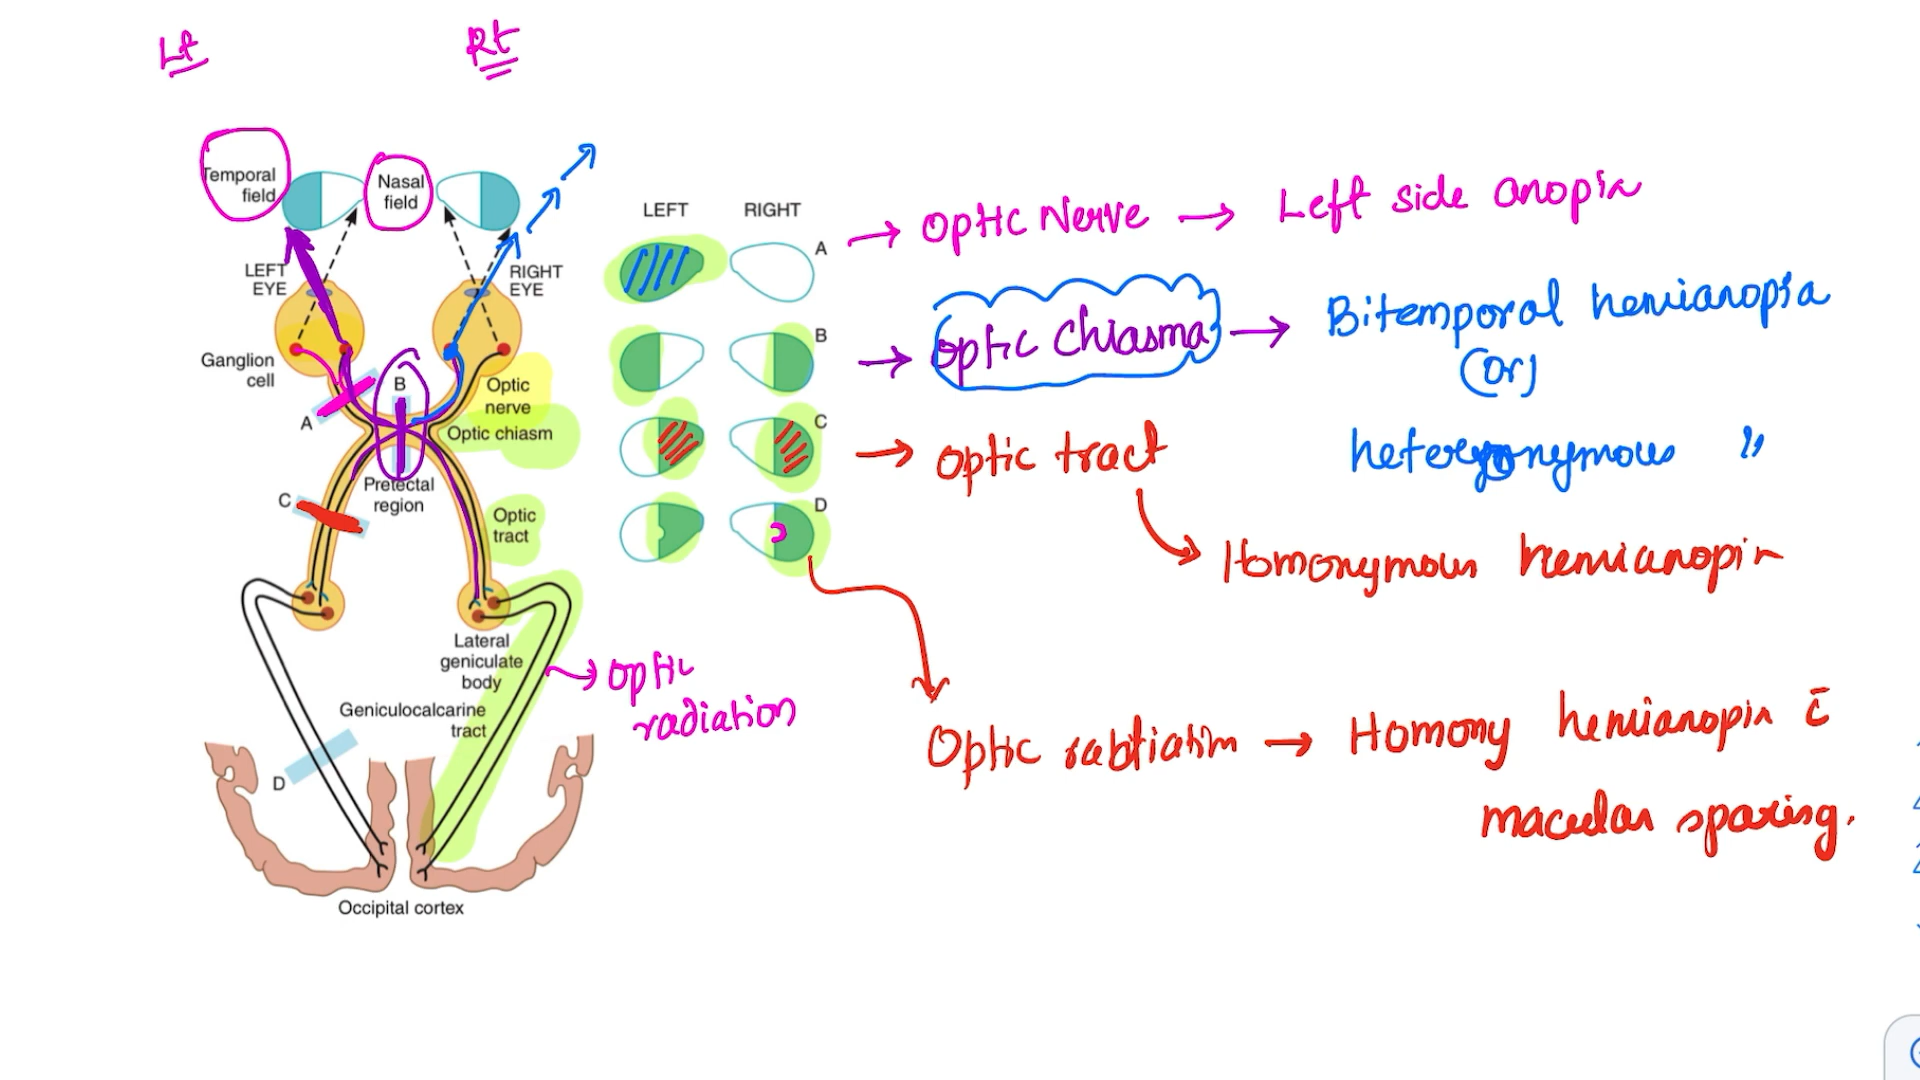 Lt
Rt
Temporal
field
Nasal
field
LEFT
EYE
RIGHT
EYE
Ganglion
cell
A
B
Optic
nerve
Optic chiasm
Pretectal
region
C
Optic
tract
Lateral
geniculate
body
Geniculocalcarine
tract
D
Occipital cortex
optic
radiation
LEFT RIGHT
A
B
C
D
→ Optic Nerve → Left side anopia
→ Optic Chiasma → Bitemporal hemianopia
(or)
heteronymous "
→ Optic tract
Homonymous hemianopia
Optic → Homony hemianopia c̄
macular sparing.